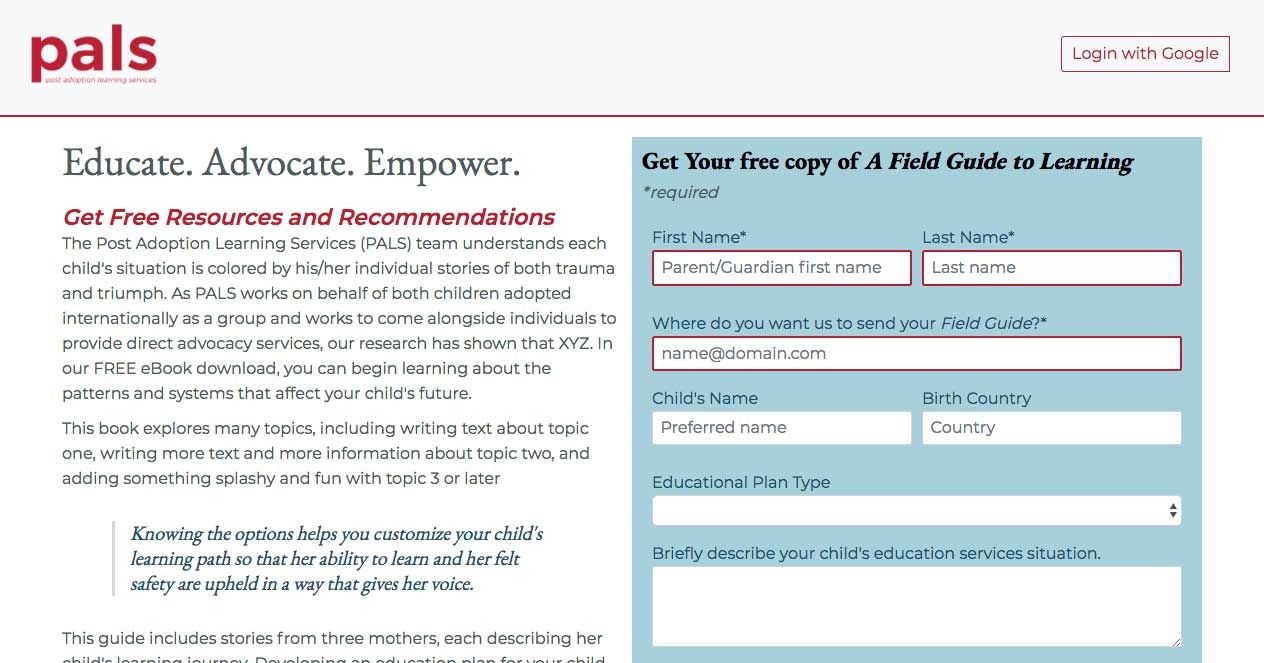 pals
post adoption learning services
Login with Google
Educate. Advocate. Empower.
Get Free Resources and Recommendations
The Post Adoption Learning Services (PALS) team understands each
child's situation is colored by his/her individual stories of both trauma
and triumph. As PALS works on behalf of both children adopted
internationally as a group and works to come alongside individuals to
provide direct advocacy services, our research has shown that XYZ. In
our FREE eBook download, you can begin learning about the
patterns and systems that affect your child's future.
This book explores many topics, including writing text about topic
one, writing more text and more information about topic two, and
adding something splashy and fun with topic 3 or later
Knowing the options helps you customize your child's
learning path so that her ability to learn and her felt
safety are upheld in a way that gives her voice.
This guide includes stories from three mothers, each describing her
child's learning journey. Developing an education plan for your child
Get Your free copy of A Field Guide to Learning
*required
First Name*
Last Name*
Parent/Guardian first name
Last name
Where do you want us to send your Field Guide?*
name@domain.com
Child's Name
Birth Country
Preferred name
Country
Educational Plan Type
Briefly describe your child's education services situation.